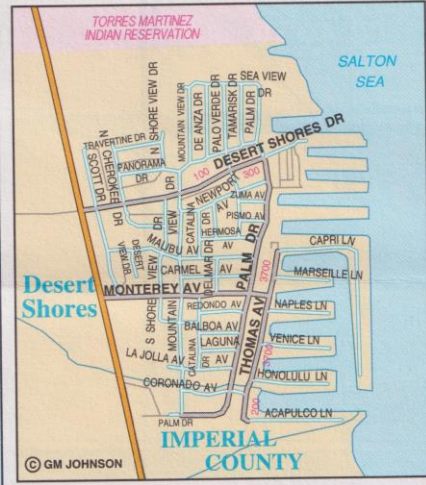 TORRES MARTINEZ
INDIAN RESERVATION
SALTON
SEA
SEA VIEW
DR
N SHORE VIEW DR
MOUNTAIN VIEW DR
DE ANZA DR
PALO VERDE DR
TAMARISK DR
PALM DR
TRAVERTINE DR
N CHEROKEE DR
SCOTT DR
PANORAMA
DR
DESERT SHORES DR
100
300
NEWPORT
AV
ZUMA AV
PISMO AV
HERMOSA
AV
CATALINA
DELMAR DR
MALIBU AV
DESERT
VIEW DR
CARMEL AV
PALM DR
3700
CAPRI LN
MARSEILLE LN
Desert
Shores
MONTEREY AV
S SHORE VIEW DR
MOUNTAIN VIEW DR
REDONDO AV
THOMAS AV
NAPLES LN
BALBOA AV
LAGUNA
AV
VENICE LN
3700
LA JOLLA AV
CATALINA
DR
CORONADO AV
HONOLULU LN
200
ACAPULCO LN
PALM DR
IMPERIAL
COUNTY
© GM JOHNSON